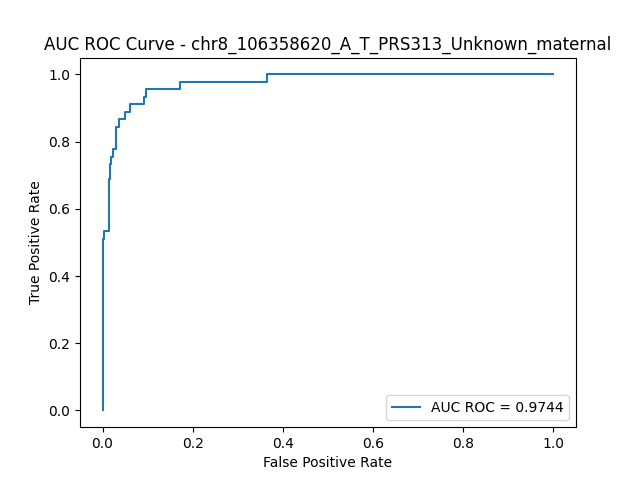 AUC ROC Curve - chr8_106358620_A_T_PRS313_Unknown_maternal
1.0
0.8
0.6
0.4
0.2
0.0
True Positive Rate
AUC ROC = 0.9744
0.0 0.2 0.4 0.6 0.8 1.0
False Positive Rate